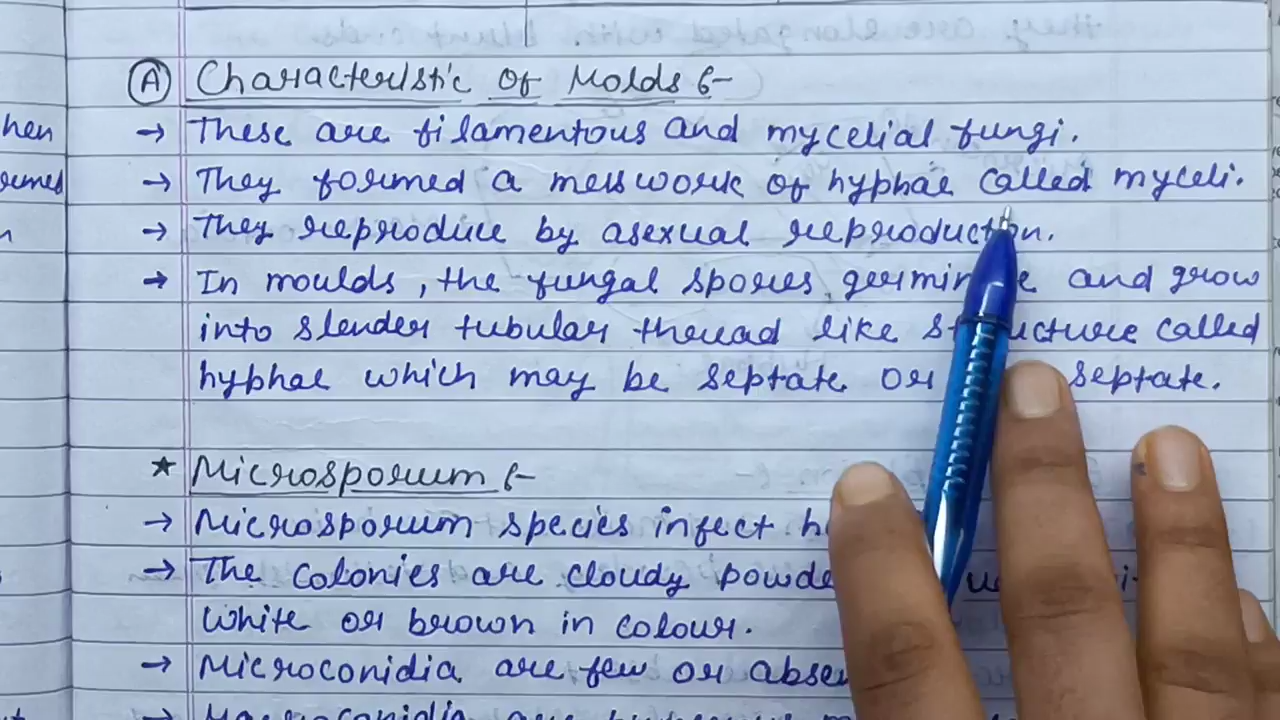 hen
(A) Characteristic of Molds :-
→ These are filamentous and mycelial fungi.
→ They formed a messwork of hyphae called myceli.
→ They reproduce by asexual reproduction.
→ In moulds, the fungal spores germin e and grow
into slender tubular thread like st ucture called
hyphae which may be septate or septate.
★ Microsporum :-
→ Microsporum species infect h
→ The colonies are cloudy powde
White or brown in colour.
→ Microconidia are few or absen